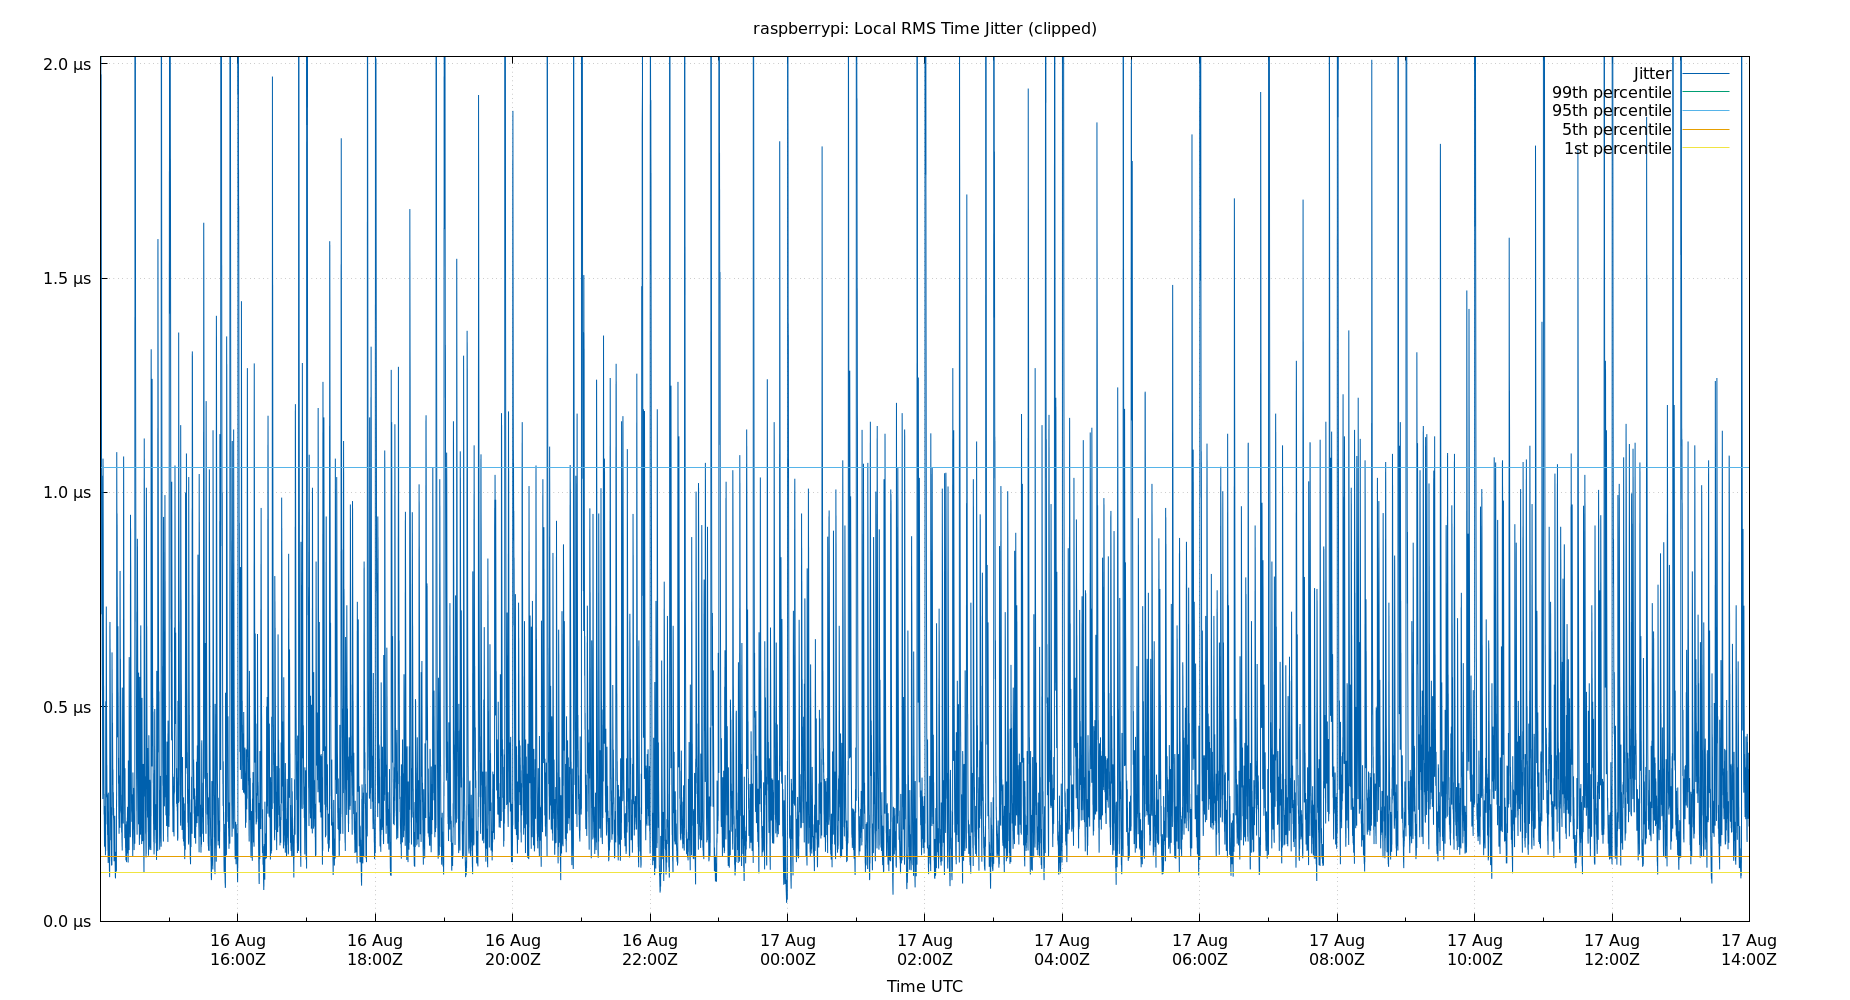 raspberrypi: Local RMS Time Jitter (clipped)
2.0 µs
1.5 µs
1.0 µs
0.5 µs
0.0 µs
Jitter
99th percentile
95th percentile
5th percentile
1st percentile
16 Aug 16 Aug 16 Aug 16 Aug 17 Aug 17 Aug 17 Aug 17 Aug 17 Aug 17 Aug 17 Aug 17 Aug
16:00Z 18:00Z 20:00Z 22:00Z 00:00Z 02:00Z 04:00Z 06:00Z 08:00Z 10:00Z 12:00Z 14:00Z
Time UTC